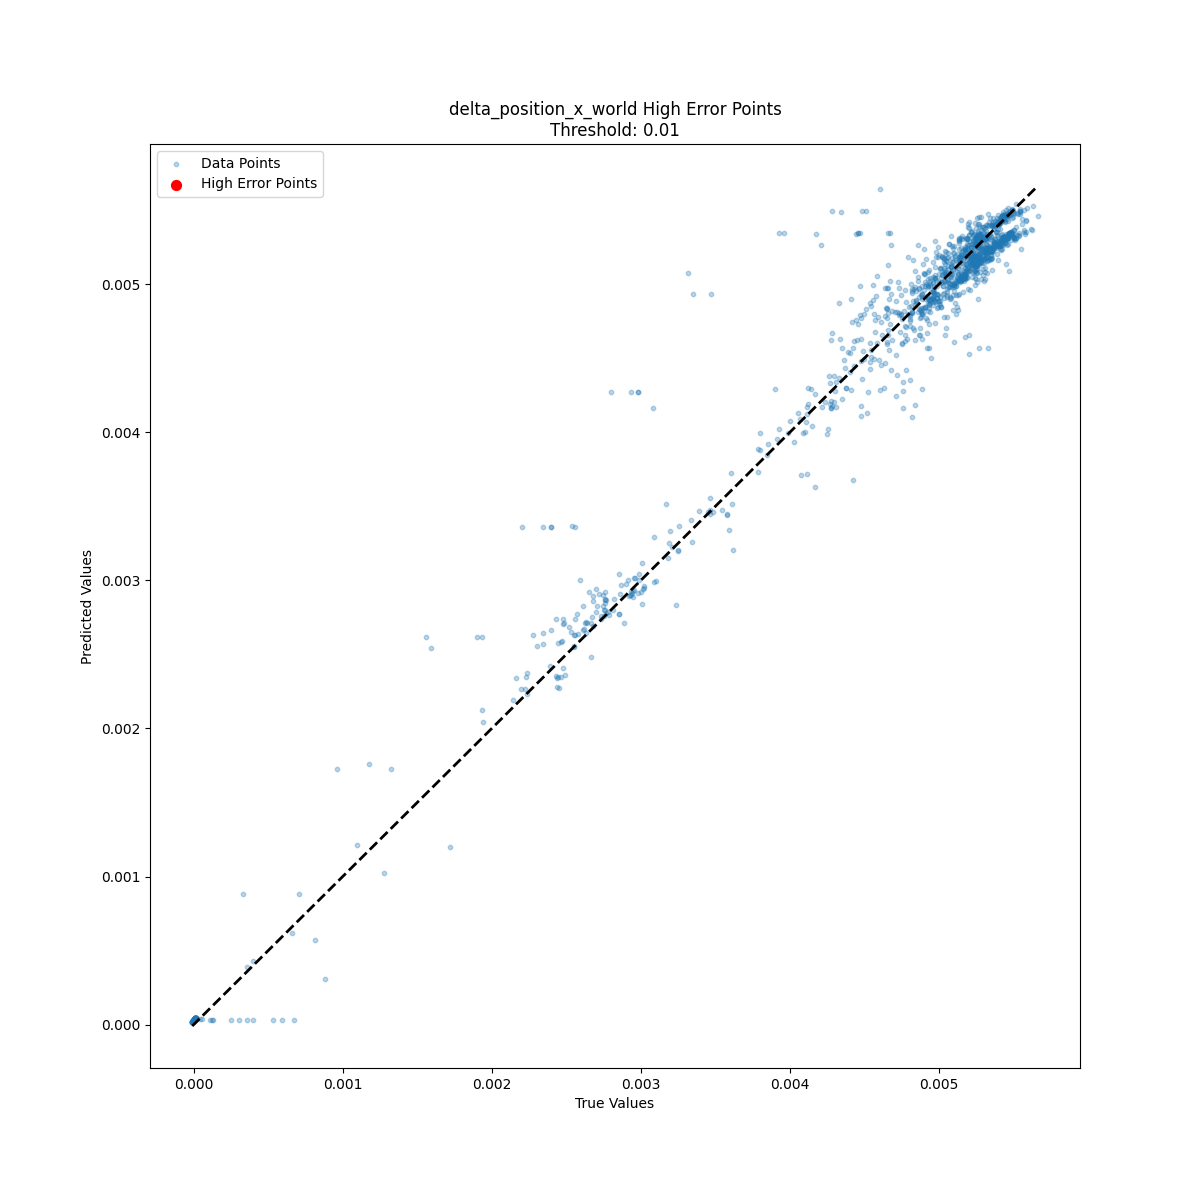 delta_position_x_world High Error Points
Threshold: 0.01
Data Points
High Error Points
0.005
0.004
0.003
0.002
0.001
0.000
Predicted Values
0.000 0.001 0.002 0.003 0.004 0.005
True Values